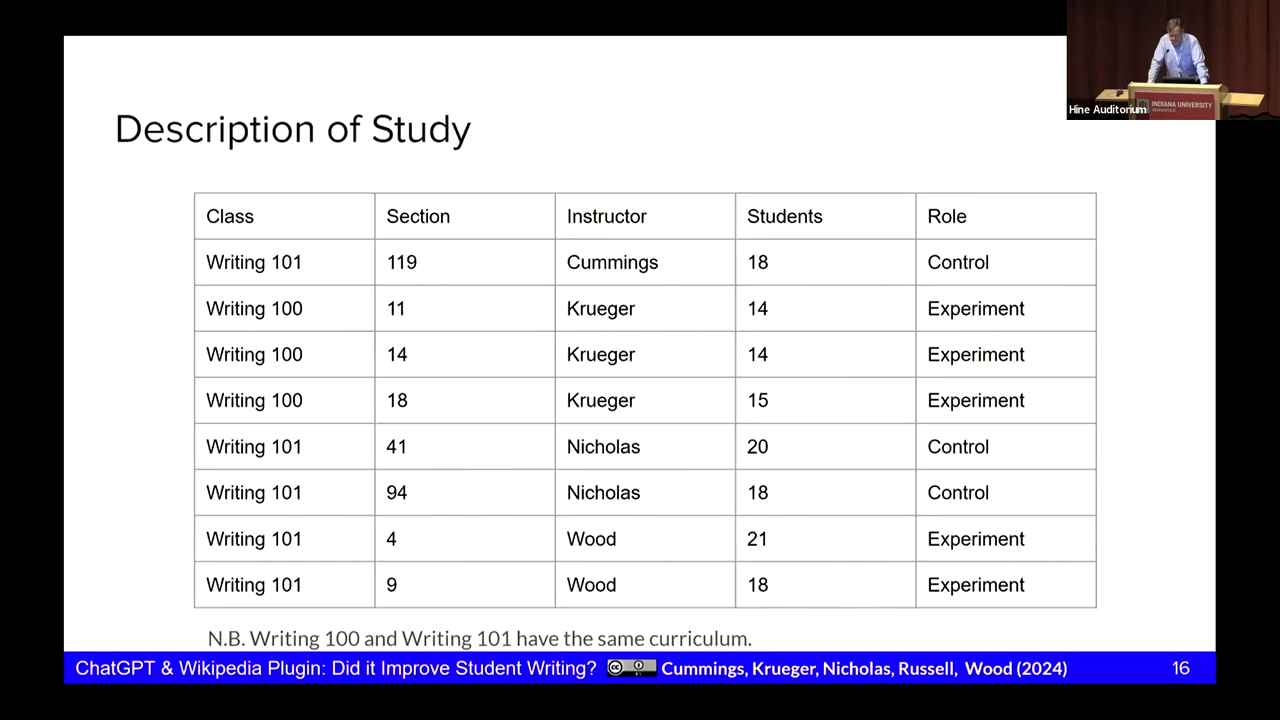 Hine Auditorium
INDIANA UNIVERSITY
Description of Study
Class Section Instructor Students Role
Writing 101 119 Cummings 18 Control
Writing 100 11 Krueger 14 Experiment
Writing 100 14 Krueger 14 Experiment
Writing 100 18 Krueger 15 Experiment
Writing 101 41 Nicholas 20 Control
Writing 101 94 Nicholas 18 Control
Writing 101 4 Wood 21 Experiment
Writing 101 9 Wood 18 Experiment
N.B. Writing 100 and Writing 101 have the same curriculum.
ChatGPT & Wikipedia Plugin: Did it Improve Student Writing? Cummings, Krueger, Nicholas, Russell, Wood (2024) 16